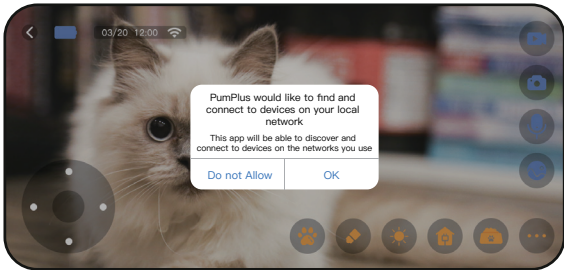 03/20 12:00
PumPlus would like to find and
connect to devices on your local
network
This app will be able to discover and
connect to devices on the networks you use
Do not Allow
OK